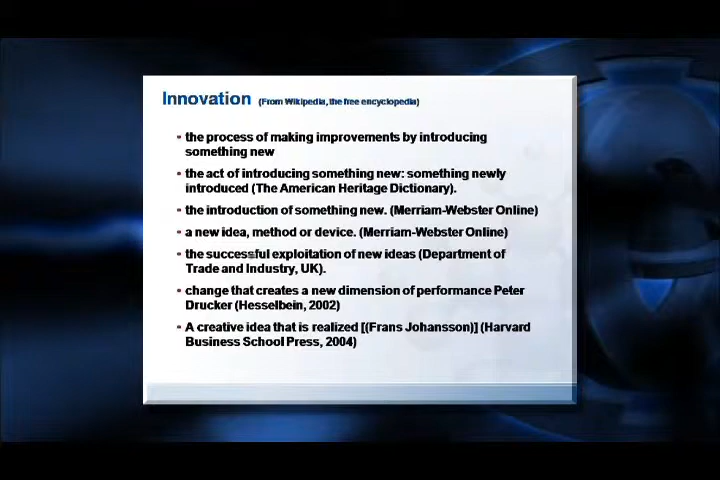 Innovation (From Wikipedia, the free encyclopedia)
• the process of making improvements by introducing
something new
• the act of introducing something new: something newly
introduced (The American Heritage Dictionary).
• the introduction of something new. (Merriam-Webster Online)
• a new idea, method or device. (Merriam-Webster Online)
• the successful exploitation of new ideas (Department of
Trade and Industry, UK).
• change that creates a new dimension of performance Peter
Drucker (Hesselbein, 2002)
• A creative idea that is realized [(Frans Johansson)] (Harvard
Business School Press, 2004)